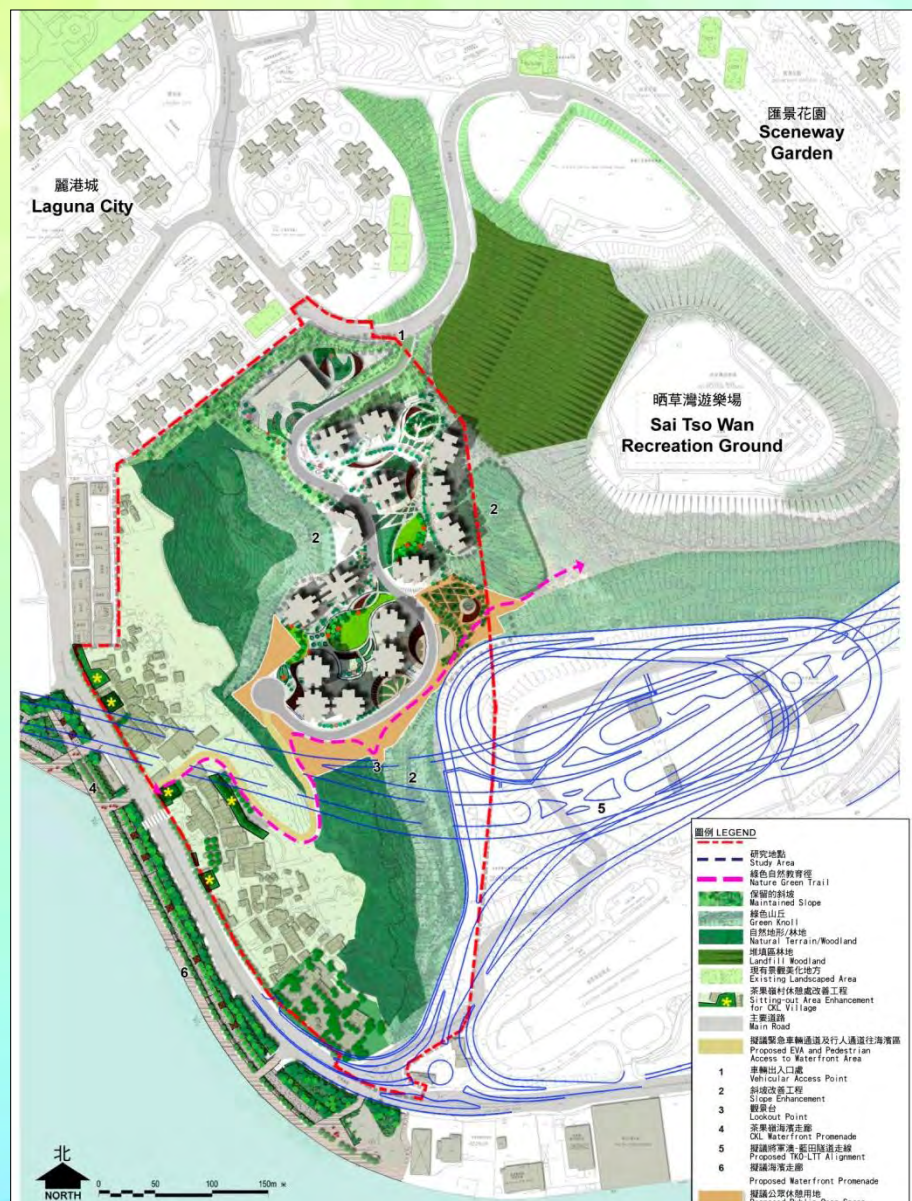 匯景花園
Sceneway
Garden
麗港城
Laguna City
1
晒草灣遊樂場
Sai Tso Wan
Recreation Ground
2
2
3
2
4
5
6
圖例 LEGEND
研究地點
Study Area
綠色自然教育徑
Nature Green Trail
保留的斜坡
Maintained Slope
綠色山丘
Green Knoll
自然地形/林地
Natural Terrain/Woodland
堆填區林地
Landfill Woodland
現有景觀美化地方
Existing Landscaped Area
茶果嶺村休憩處改善工程
Sitting-out Area Enhancement
for CKL Village
主要道路
Main Road
擬議緊急車輛通道及行人通道往海濱區
Proposed EVA and Pedestrian
Access to Waterfront Area
1 車輛出入口處
Vehicular Access Point
2 斜坡改善工程
Slope Enhancement
3 觀景台
Lookout Point
4 茶果嶺海濱走廊
CKL Waterfront Promenade
5 擬議將軍澳-藍田隧道走線
Proposed TKO-LTT Alignment
6 擬議海濱走廊
Proposed Waterfront Promenade
擬議公眾休憩用地
Proposed Public Open Space
北
NORTH
0 50 100 150m